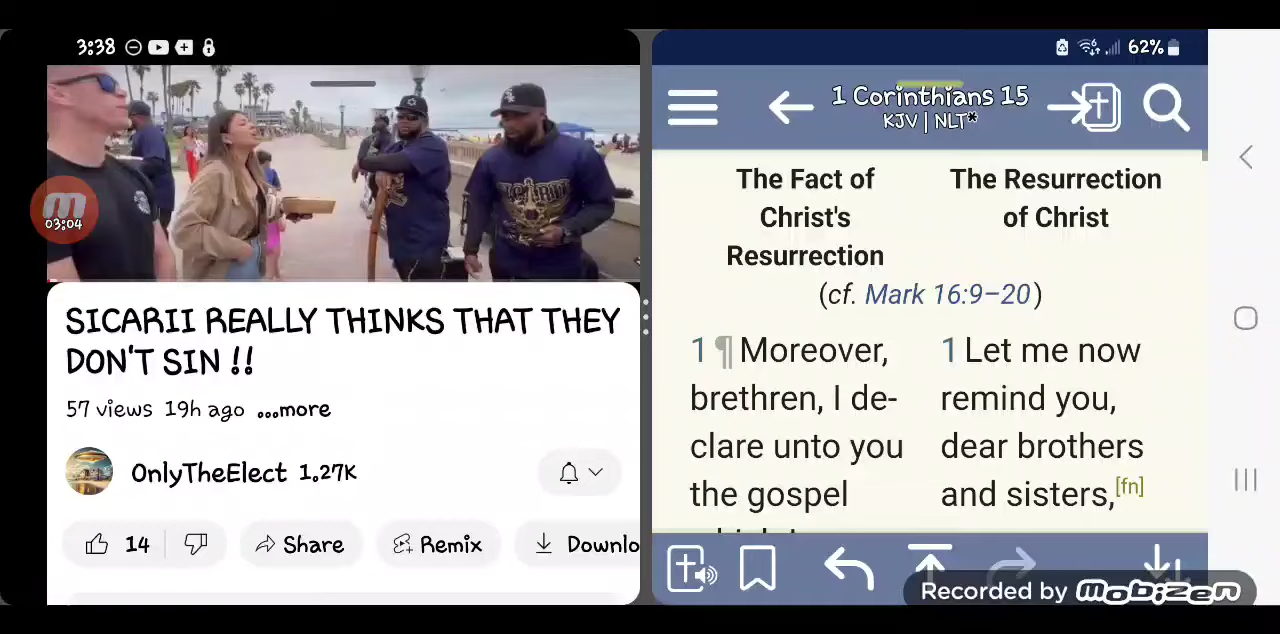 3:38
62%
03:04
SICARII REALLY THINKS THAT THEY
DON'T SIN !!
57 views 19h ago ...more
OnlyTheElect 1.27K
14
Share
Remix
Downlo
1 Corinthians 15
KJV | NLT*
The Fact of
Christ's
Resurrection
The Resurrection
of Christ
(cf. Mark 16:9–20)
1 ¶ Moreover,
brethren, I de-
clare unto you
the gospel
1 Let me now
remind you,
dear brothers
and sisters,[fn]
Recorded by MOBIZEN